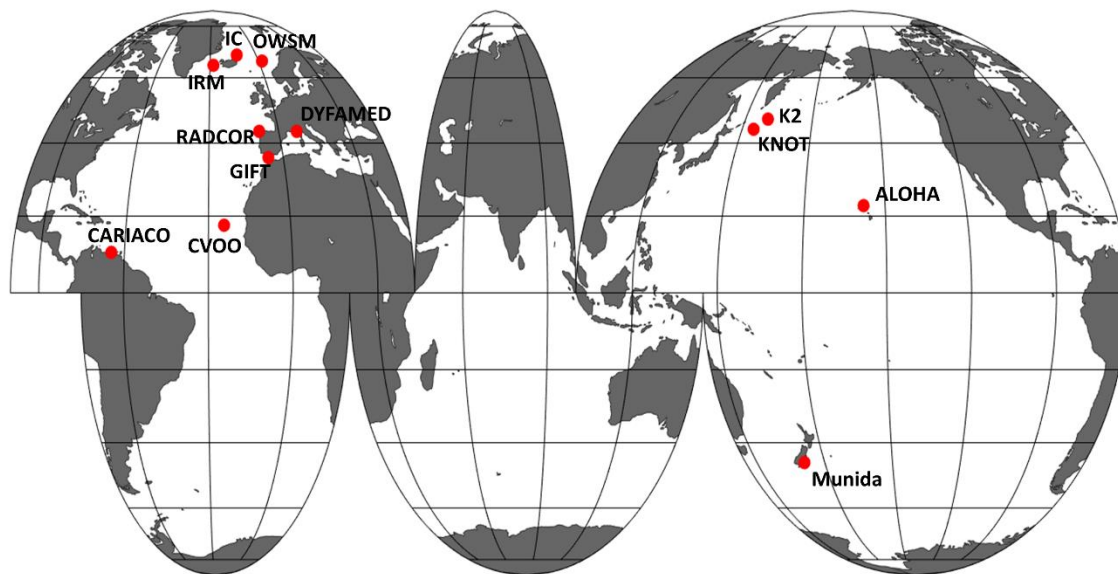 IC
OWSM
IRM
DYFAMED
RADCOR
GIFT
CARIACO
CVOO
K2
KNOT
ALOHA
Munida